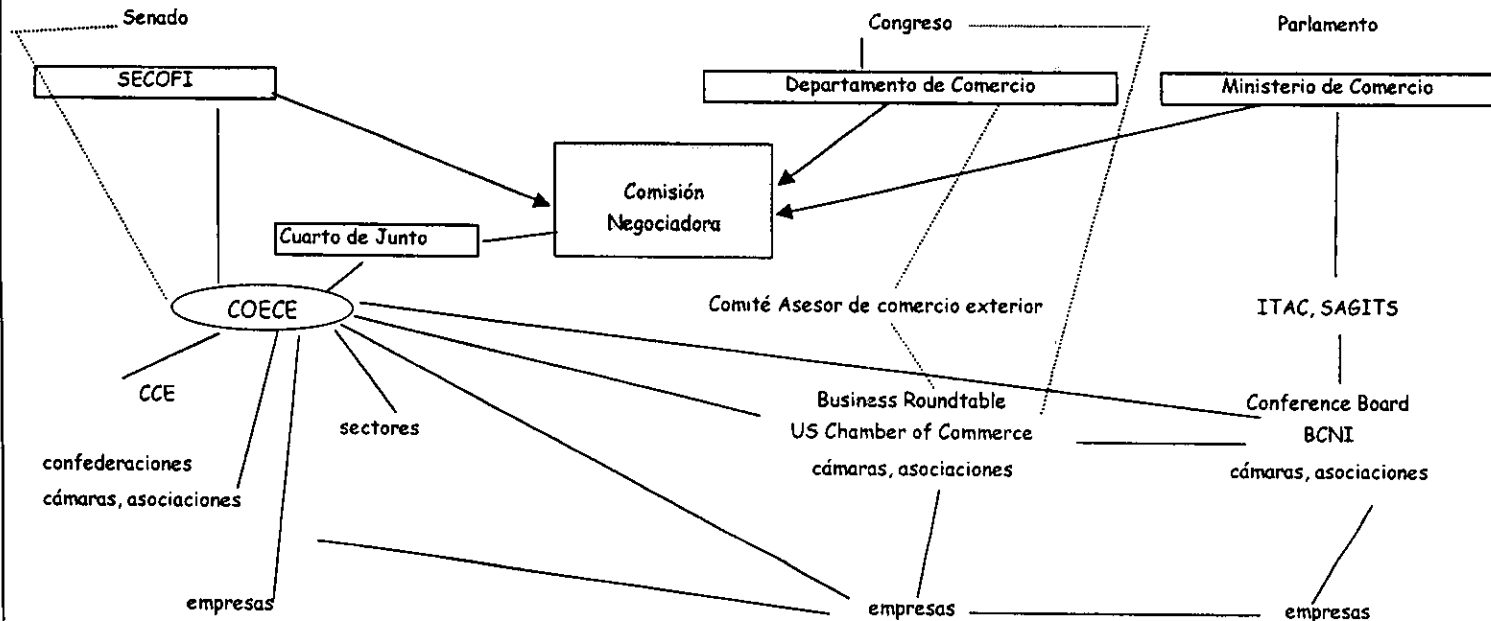 Senado
Congreso
Parlamento
SECOFI
Departamento de Comercio
Ministerio de Comercio
Comisión
Negociadora
Cuarto de Junto
COECE
Comité Asesor de comercio exterior
ITAC, SAGITS
CCE
sectores
Business Roundtable
US Chamber of Commerce
cámaras, asociaciones
Conference Board
BCNI
cámaras, asociaciones
confederaciones
cámaras, asociaciones
empresas
empresas
empresas